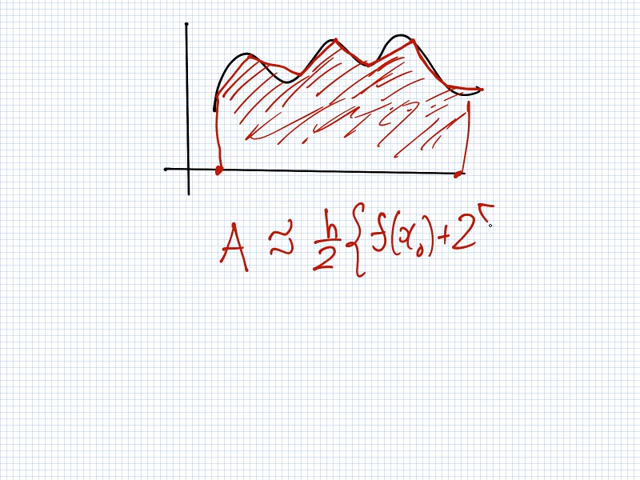 A ≈ h/2 { f(x₀) + 2